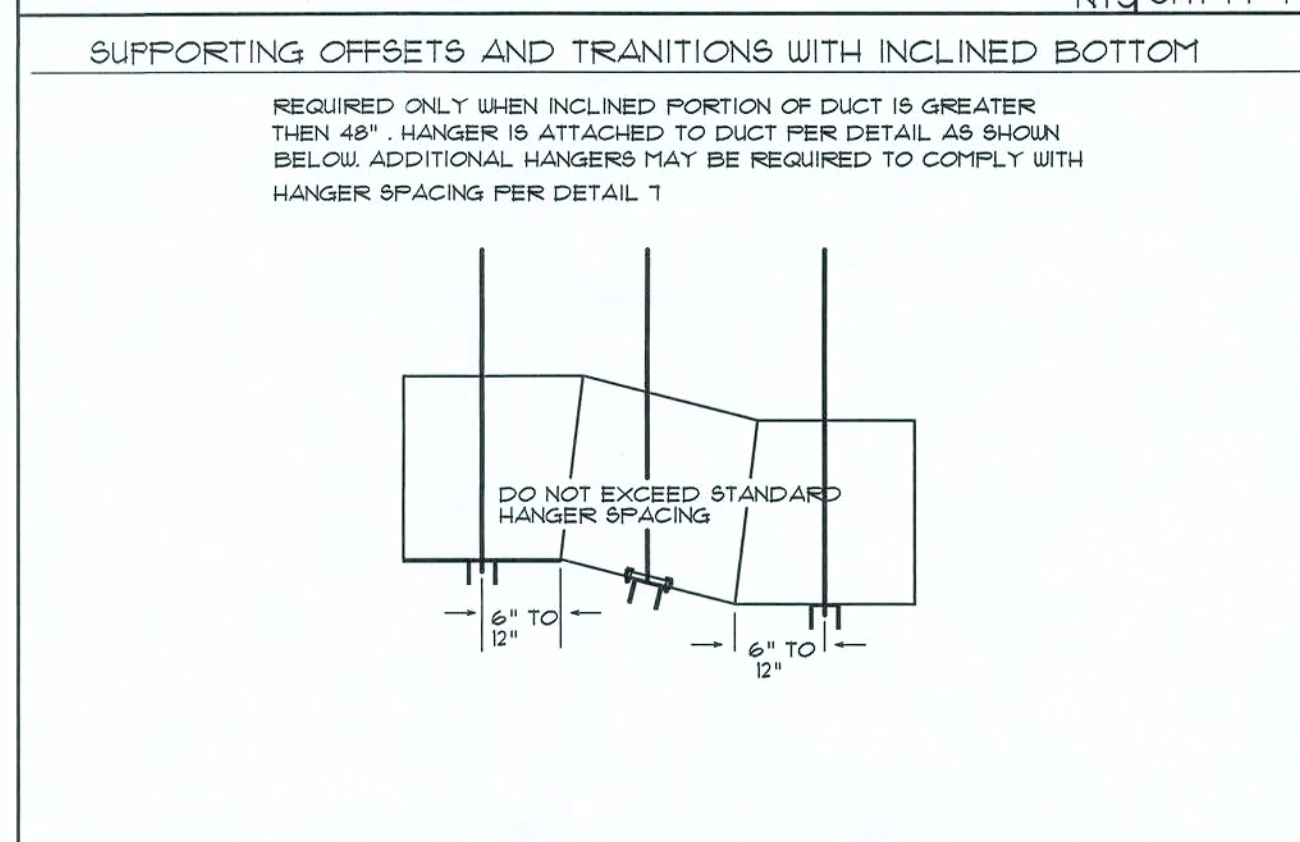 SUPPORTING OFFSETS AND TRANITIONS WITH INCLINED BOTTOM
REQUIRED ONLY WHEN INCLINED PORTION OF DUCT IS GREATER
THEN 48" . HANGER IS ATTACHED TO DUCT PER DETAIL AS SHOWN
BELOW. ADDITIONAL HANGERS MAY BE REQUIRED TO COMPLY WITH
HANGER SPACING PER DETAIL 7
DO NOT EXCEED STANDARD
HANGER SPACING
6" TO
12"
6" TO
12"